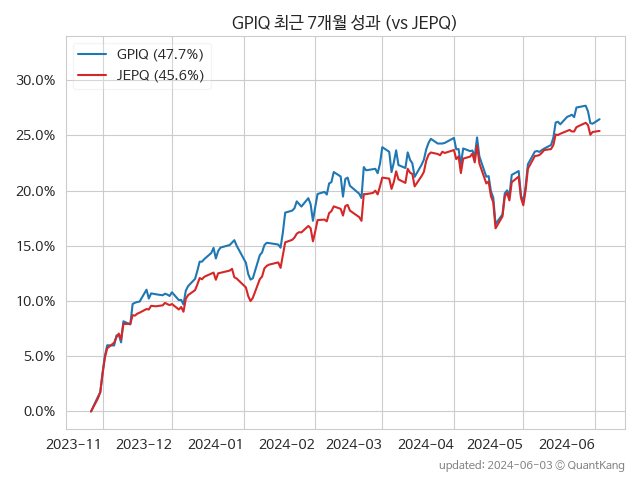 GPIQ 최근 7개월 성과 (vs JEPQ)
GPIQ (47.7%)
JEPQ (45.6%)
30.0%
25.0%
20.0%
15.0%
10.0%
5.0%
0.0%
2023-11 2023-12 2024-01 2024-02 2024-03 2024-04 2024-05 2024-06
updated: 2024-06-03 © QuantKang